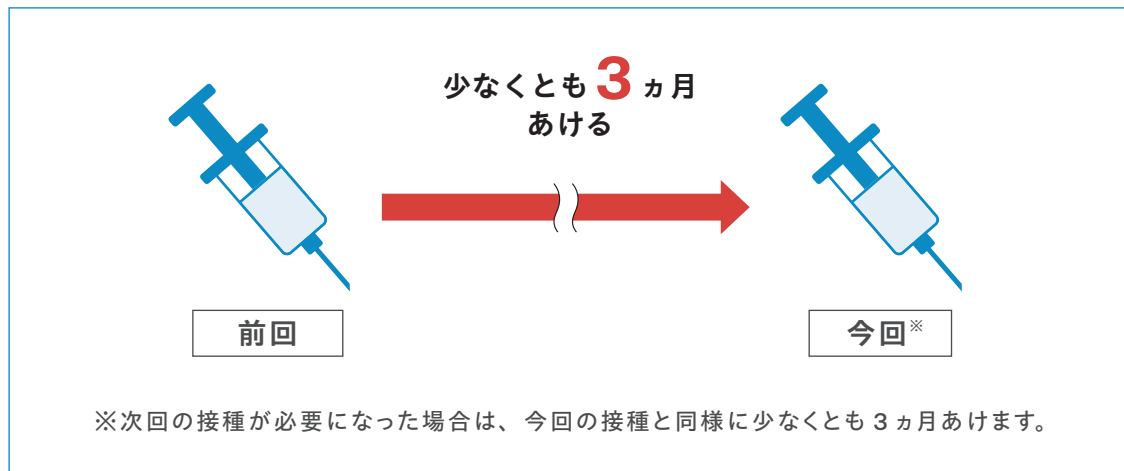 少なくとも3ヵ月
あける
前回
今回※
※次回の接種が必要になった場合は、今回の接種と同様に少なくとも3ヵ月あけます。